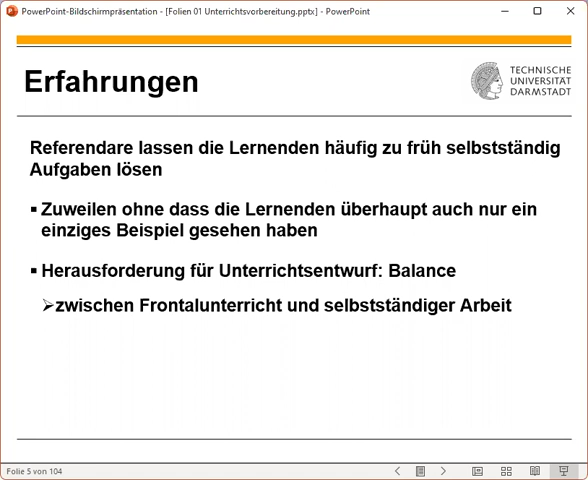 PowerPoint-Bildschirmpräsentation - [Folien 01 Unterrichtsvorbereitung.pptx] - PowerPoint
Erfahrungen
TECHNISCHE
UNIVERSITÄT
DARMSTADT
Referendare lassen die Lernenden häufig zu früh selbstständig
Aufgaben lösen
▪ Zuweilen ohne dass die Lernenden überhaupt auch nur ein
einziges Beispiel gesehen haben
▪ Herausforderung für Unterrichtsentwurf: Balance
➢zwischen Frontalunterricht und selbstständiger Arbeit
Folie 5 von 104